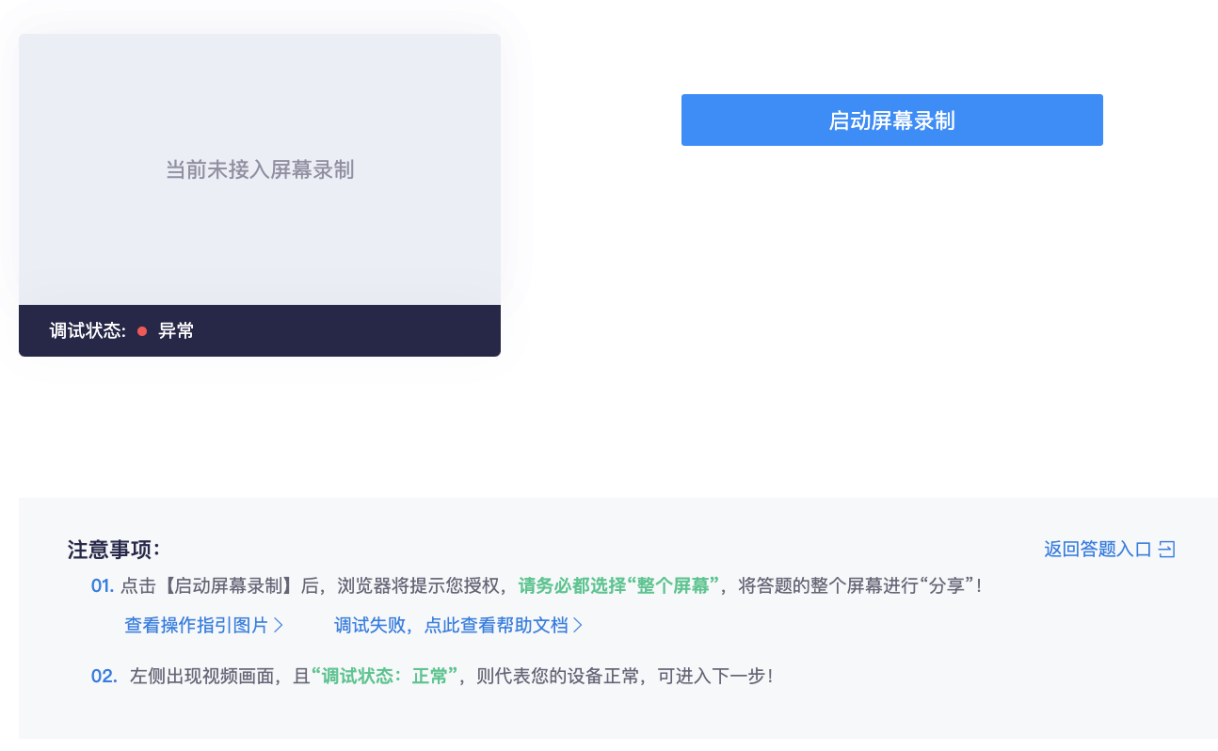 启动屏幕录制
当前未接入屏幕录制
调试状态: 异常
注意事项:
返回答题入口
01. 点击【启动屏幕录制】后，浏览器将提示您授权，请务必都选择“整个屏幕”，将答题的整个屏幕进行“分享”！
查看操作指引图片 > 调试失败，点此查看帮助文档 >
02. 左侧出现视频画面，且“调试状态：正常”，则代表您的设备正常，可进入下一步！